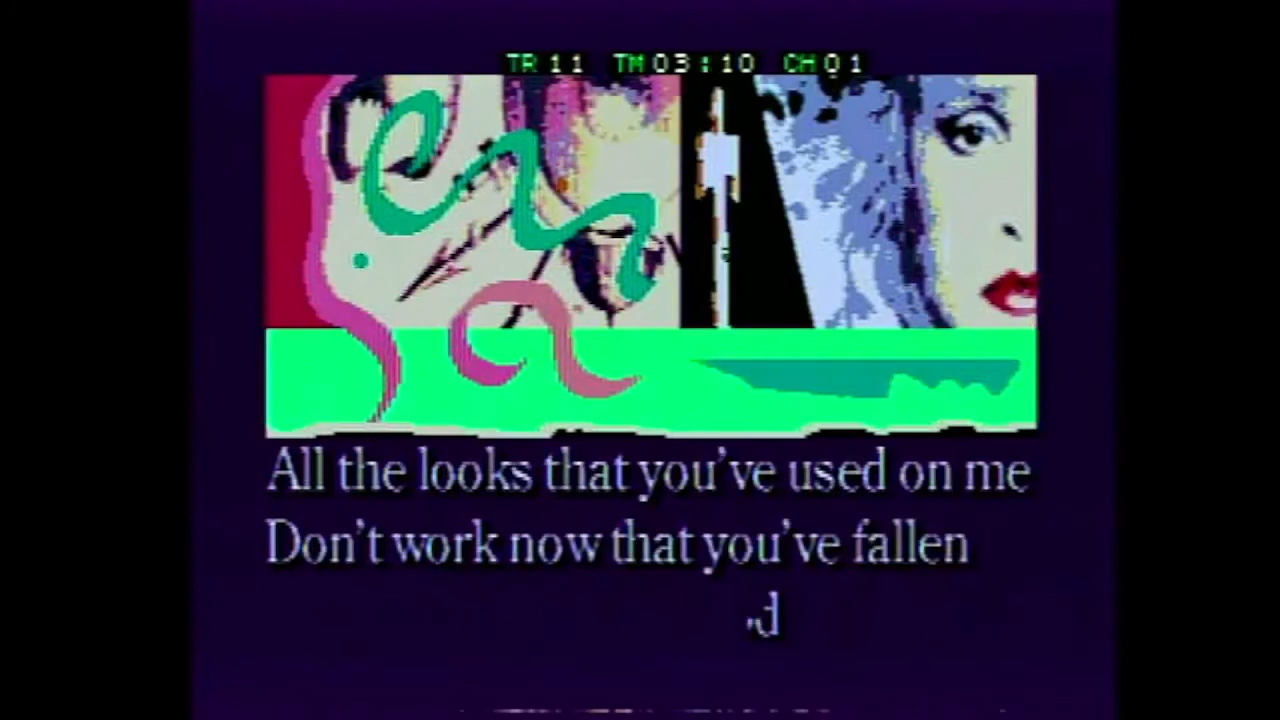 TR 11 TM 03:10 CH 01
All the looks that you've used on me
Don't work now that you've fallen
d